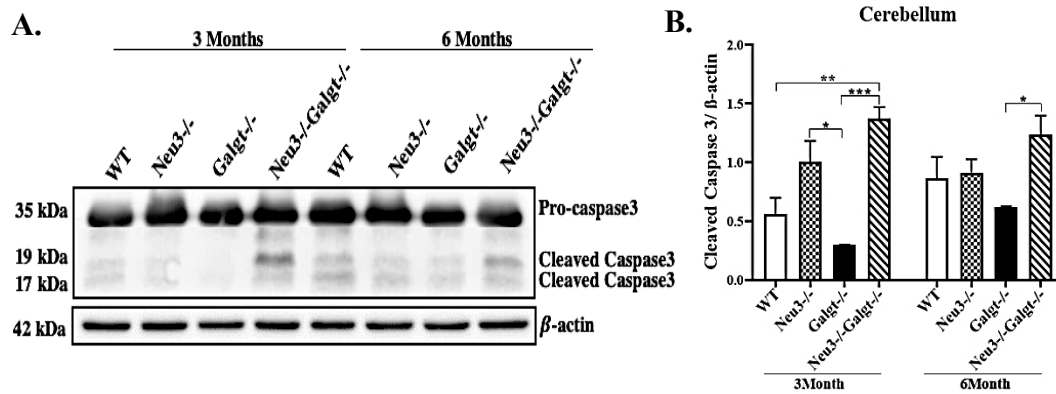 A.
3 Months
6 Months
WT
Neu3-/-
Galgt-/-
Neu3-/-Galgt-/-
WT
Neu3-/-
Galgt-/-
Neu3-/-Galgt-/-
35 kDa
Pro-caspase3
19 kDa
Cleaved Caspase3
17 kDa
Cleaved Caspase3
42 kDa
β-actin
B.
Cerebellum
Cleaved Caspase 3/ ß-actin
2.0
1.5
1.0
0.5
0.0
**
***
*
*
WT
Neu3-/-
Galgt-/-
Neu3-/-Galgt-/-
WT
Neu3-/-
Galgt-/-
Neu3-/-Galgt-/-
3Month
6Month